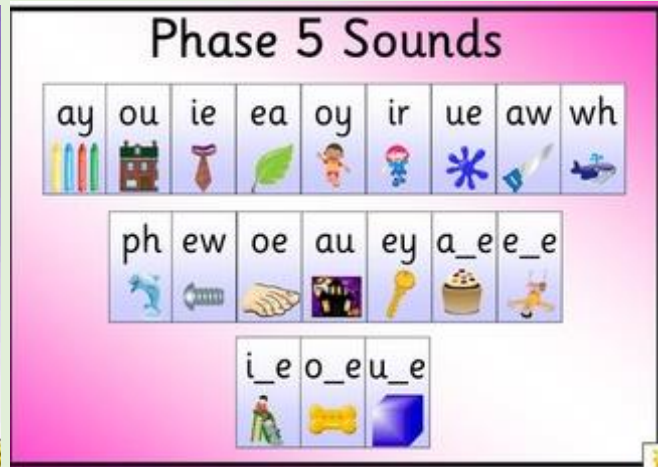 Phase 5 Sounds
ay ou ie ea oy ir ue aw wh
ph ew oe au ey a_e e_e
i_e o_e u_e